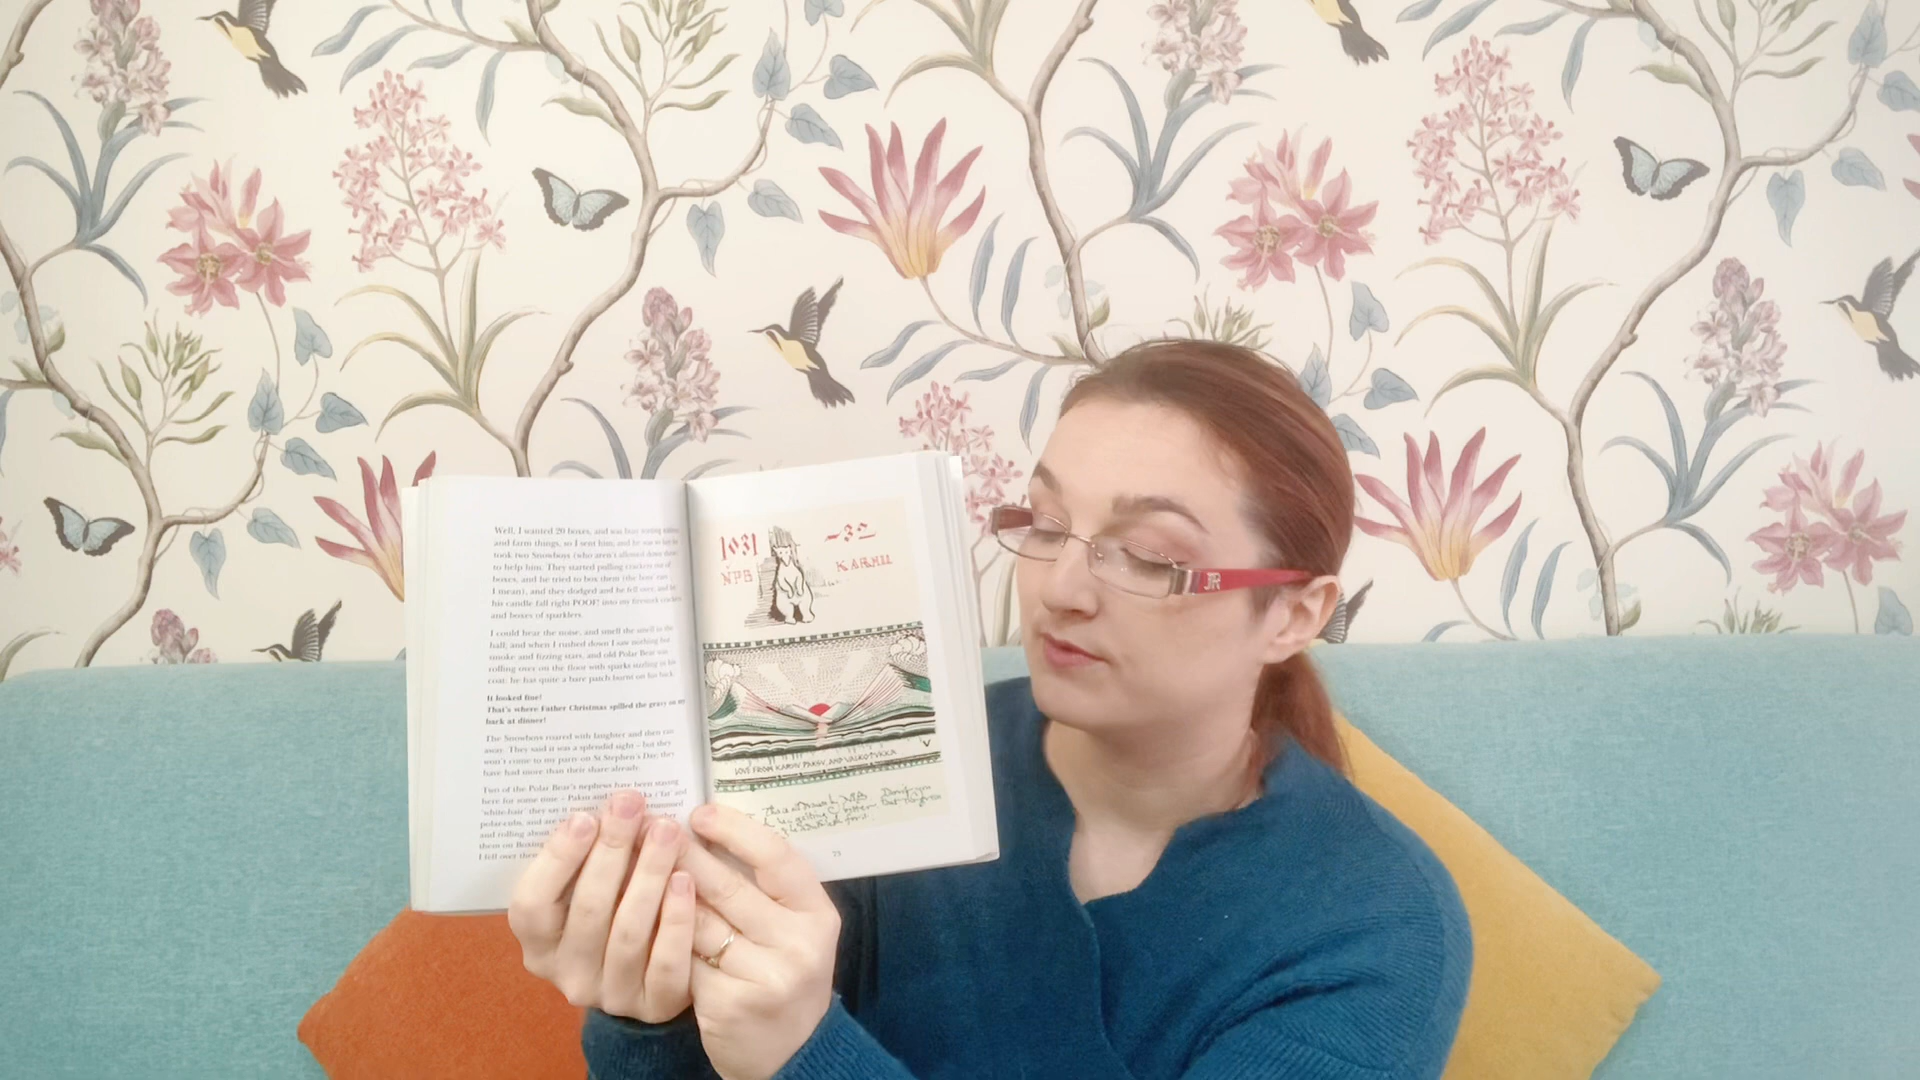 Well, I wanted 20 boxes, and was busy
and farm things, so I sent him, and he was so
took two Snowboys (who aren't allowed down there)
to help him. They started pulling crackers out of
boxes, and he tried to box them (the boys' ears
I mean), and they dodged and he fell over, and
his candle fall right POOF! into my firework crackers
and boxes of sparklers.
I could hear the noise, and smell the smell in the
hall; and when I rushed down I saw nothing but
smoke and fizzing stars, and old Polar Bear was
rolling over on the floor with sparks sizzling in his
coat: he has quite a bare patch burnt on his back.
It looked fine!
That's where Father Christmas spilled the gravy on my
back at dinner!
The Snowboys roared with laughter and then ran
away. They said it was a splendid sight – but they
won't come to my party on St Stephen's Day; they
have had more than their share already.
Two of the Polar Bear's nephews have been staying
here for some time – Paksu and ('fat' and
'white-hair' they say it means).
polar-cubs, and are
and rolling about
them on Boxing
I fell over them
1931 -32
NPB KARHU
LOVE FROM KARHU PAKSU AND VALKOTUKKA